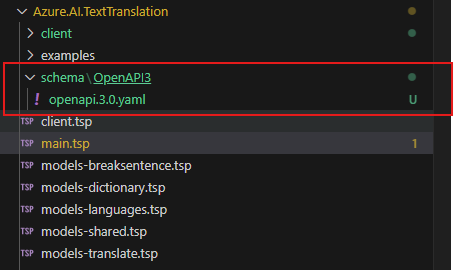 Azure.AI.TextTranslation
client
examples
schema\OpenAPI3
! openapi.3.0.yaml U
TSP client.tsp
TSP main.tsp 1
TSP models-breaksentence.tsp
TSP models-dictionary.tsp
TSP models-languages.tsp
TSP models-shared.tsp
TSP models-translate.tsp